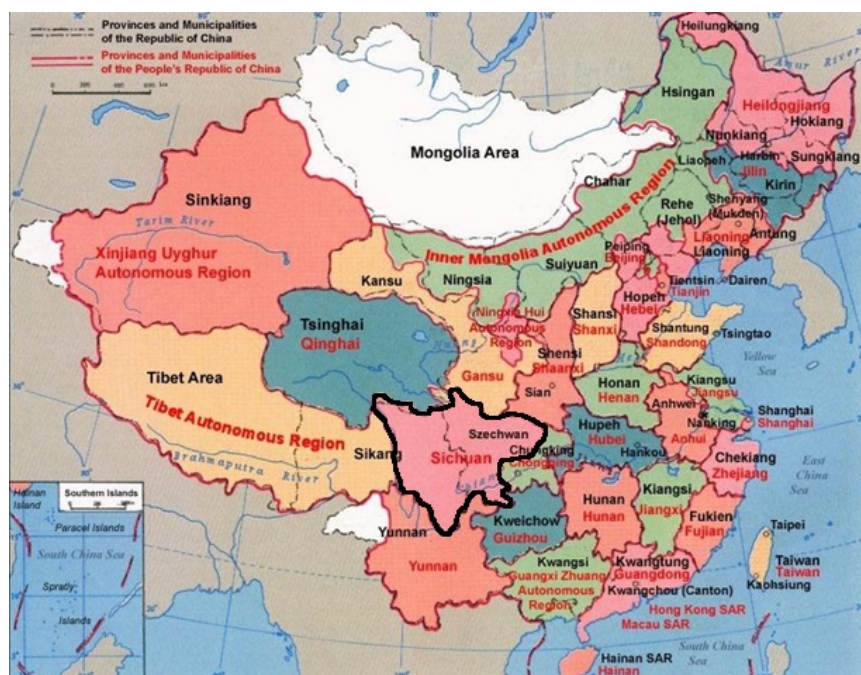 Provinces and Municipalities
of the Republic of China
Provinces and Municipalities
of the People's Republic of China
Heilungkiang
Amur River
Hsingan
Heilongjiang
Hokiang
Nunkiang
Mongolia Area
Liaopeh
Harbin
Sungkiang
Jilin
Chahar
Kirin
Sinkiang
Rehe
(Jehol)
Shenyang
(Mukden)
Antung
Liaoning
Liaoning
Tarim River
Inner Mongolia Autonomous Region
Xinjiang Uyghur
Autonomous Region
Peiping
Beijing
Suiyuan
Kansu
Ningsia
Tientsin
Tianjin
Dairen
Hopeh
Hebei
Ningxia Hui
Autonomous
Region
Shansi
Shanxi
Tsinghai
Qinghai
Shantung
Shandong
Tsingtao
Huang
Shensi
Shaanxi
Yellow
Sea
Tibet Area
Gansu
Sian
Honan
Henan
Kiangsu
Jiangsu
Tibet Autonomous Region
Anhwei
Nanking
Anhui
Shanghai
Shanghai
Szechwan
Sichuan
Hupeh
Hubei
Hankou
Sikang
Chungking
Chongqing
Chekiang
Zhejiang
Brahmaputra
River
East
China
Sea
Hainan
Island
Southern Islands
Hunan
Hunan
Kiangsi
Jiangxi
Paracel Islands
Kweichow
Guizhou
Fukien
Fujian
Yunnan
Taipei
South China Sea
Yunnan
Kwangsi
Guangxi Zhuang
Autonomous
Region
Kwangtung
Guangdong
Kwangchou (Canton)
Taiwan
Taiwan
Kaohsiung
Spratly
Islands
Hong Kong SAR
Macau SAR
South China
Sea
Hainan SAR
Hainan